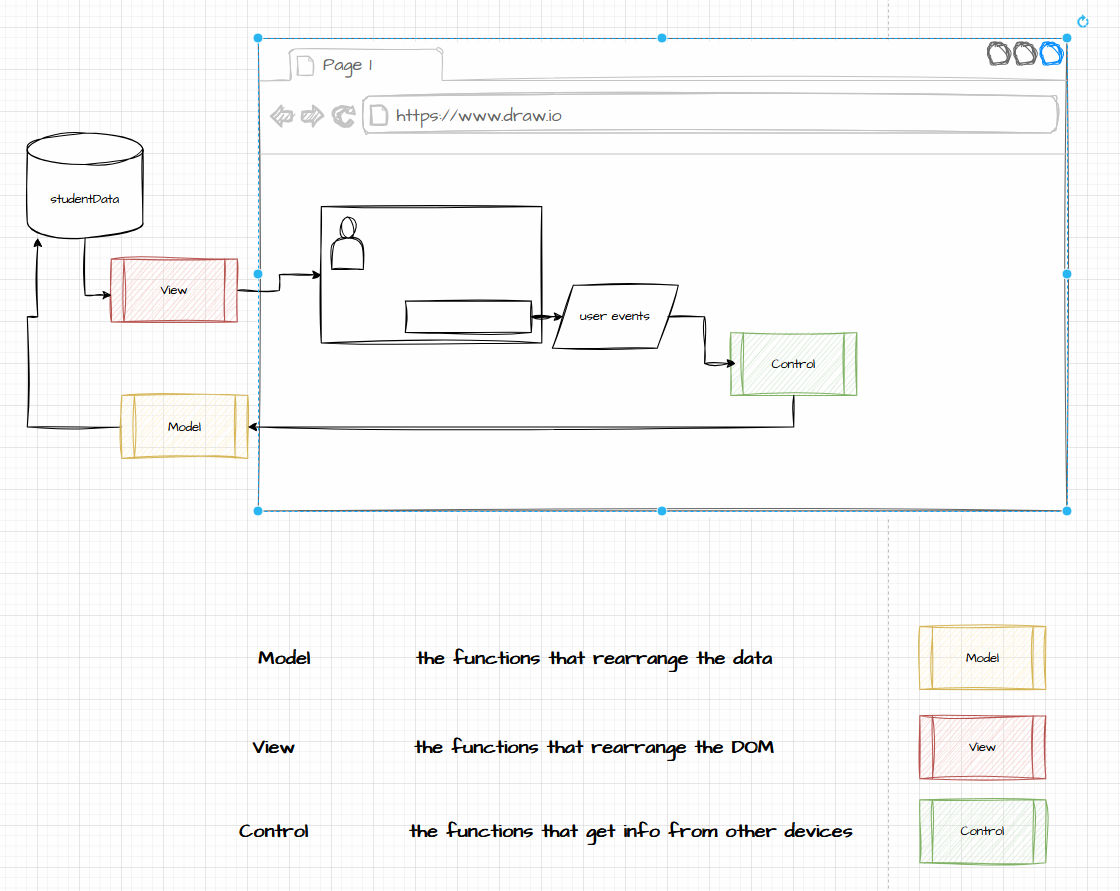 Page 1
https://www.draw.io
studentData
View
user events
Control
Model
Model the functions that rearrange the data Model
View the functions that rearrange the DOM View
Control the functions that get info from other devices Control